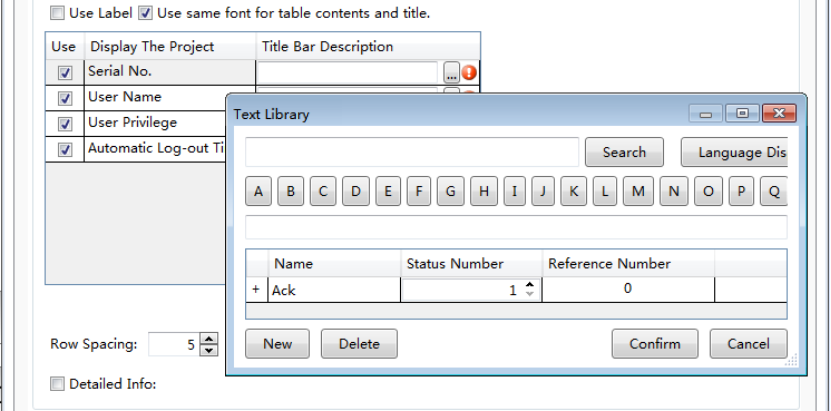 Use Label Use same font for table contents and title.
Use Display The Project Title Bar Description
Serial No. ...
User Name
User Privilege
Automatic Log-out Ti
Text Library
Search Language Dis
A B C D E F G H I J K L M N O P Q
Name Status Number Reference Number
+ Ack 1 0
New Delete Confirm Cancel
Row Spacing: 5
Detailed Info: